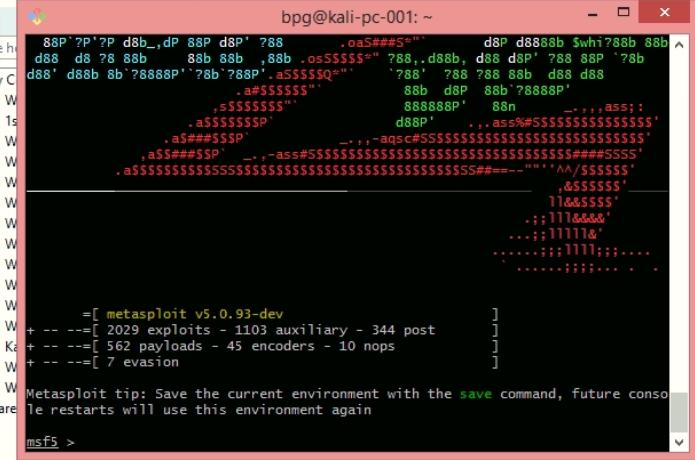 bpg@kali-pc-001: ~
=[ metasploit v5.0.93-dev ]
+ -- --=[ 2029 exploits - 1103 auxiliary - 344 post ]
+ -- --=[ 562 payloads - 45 encoders - 10 nops ]
+ -- --=[ 7 evasion ]
Metasploit tip: Save the current environment with the save command, future conso
le restarts will use this environment again
msf5 >